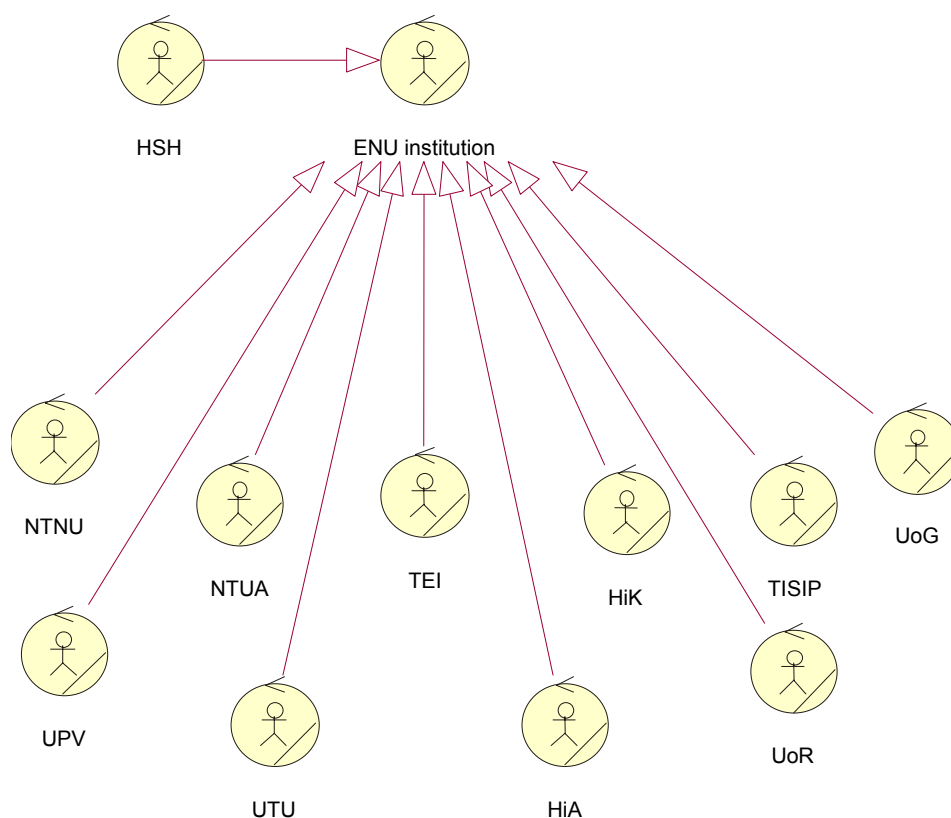 HSH
ENU institution
NTNU
NTUA
TEI
HiK
TISIP
UoG
UPV
UTU
HiA
UoR